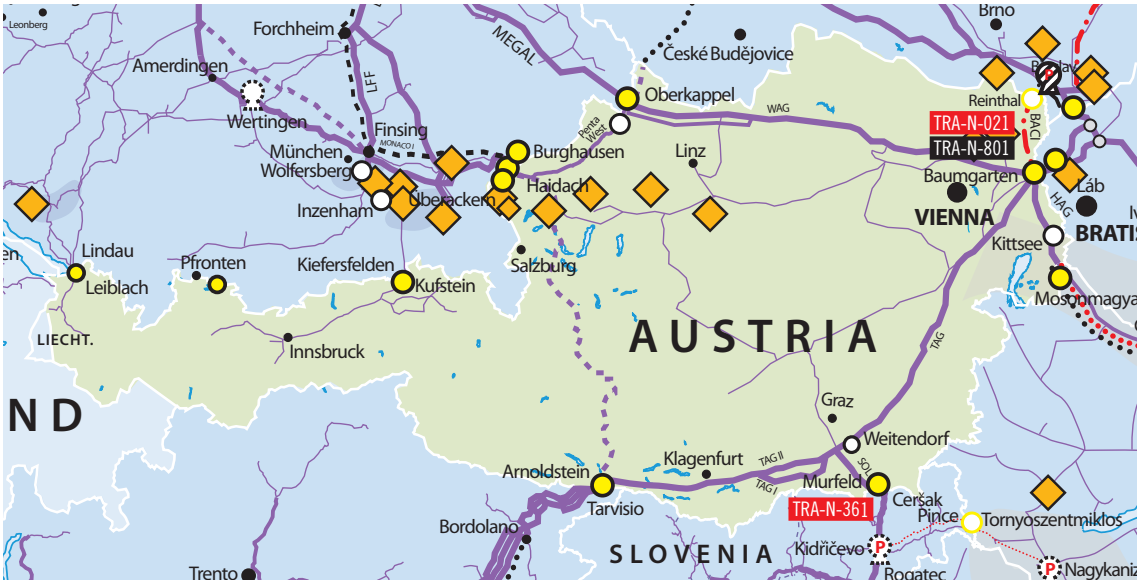 Leonberg
Forchheim
MEGAL
České Budějovice
Brno
Amerdingen
LFF
Oberkappel
WAG
Reinthal
BACI
Wertingen
Finsing
MONACO I
Penta
West
TRA-N-021
TRA-N-801
München
Wolfersberg
Burghausen
Haidach
Linz
Baumgarten
Láb
Inzenham
Überackern
VIENNA
HAG
BRATIS
Kittsee
Lindau
Leiblach
Pfronten
Kiefersfelden
Kufstein
Salzburg
Mosonmagya
LIECHT.
Innsbruck
AUSTRIA
TAG
ND
Graz
Weitendorf
Arnoldstein
Klagenfurt
TAG II
TAG I
SOL
Murfeld
Tarvisio
TRA-N-361
Ceršak
Pince
Tornyoszentmiklós
Bordolano
SLOVENIA
Kidričevo
P
P
Nagykaniz
Trento
Rogatec